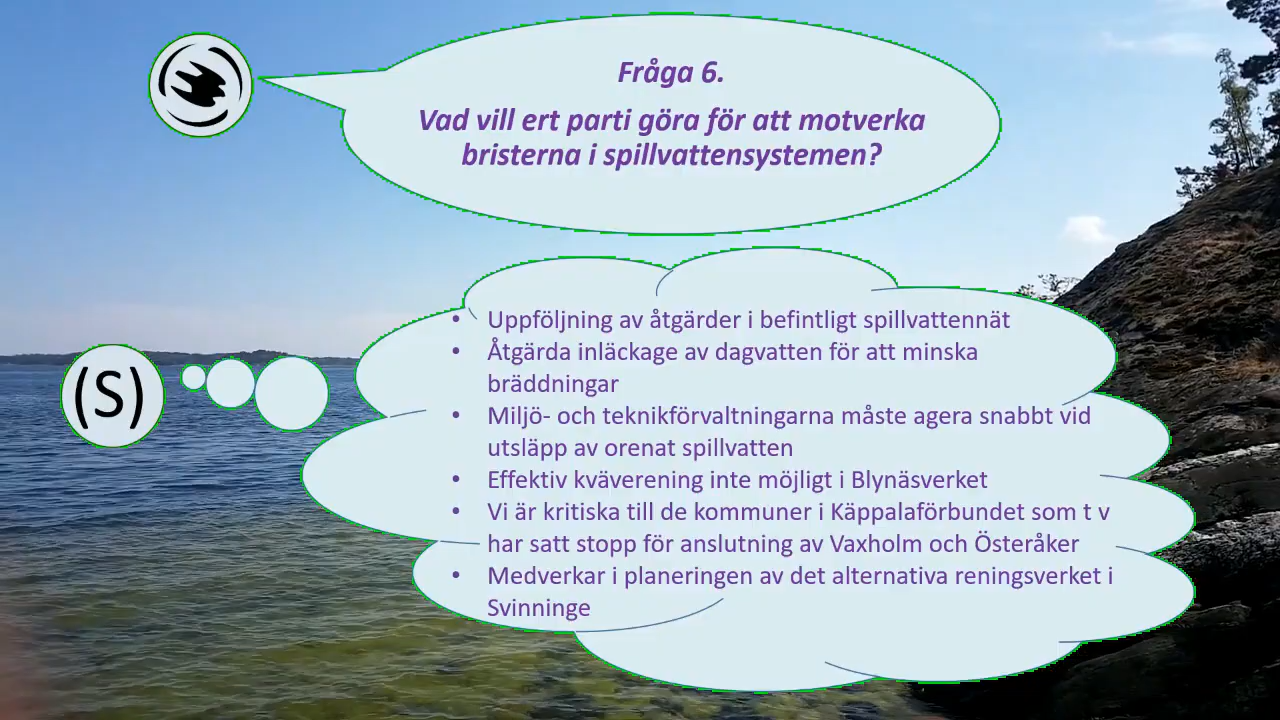 Fråga 6.
Vad vill ert parti göra för att motverka
bristerna i spillvattensystemen?
(S)
• Uppföljning av åtgärder i befintligt spillvattennät
• Åtgärda inläckage av dagvatten för att minska
bräddningar
• Miljö- och teknikförvaltningarna måste agera snabbt vid
utsläpp av orenat spillvatten
• Effektiv kväverening inte möjligt i Blynäsverket
• Vi är kritiska till de kommuner i Käppalaförbundet som t v
har satt stopp för anslutning av Vaxholm och Österåker
• Medverkar i planeringen av det alternativa reningsverket i
Svinninge